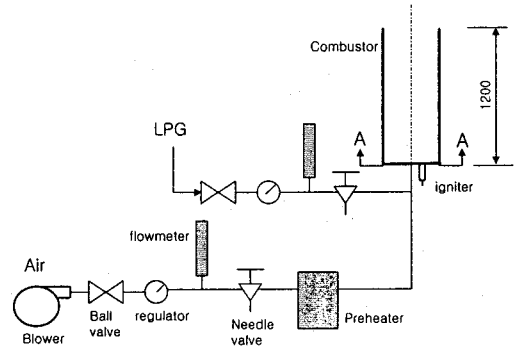 Combustor
1200
LPG
A
A
igniter
flowmeter
Air
Blower
Ball
valve
regulator
Needle
valve
Preheater